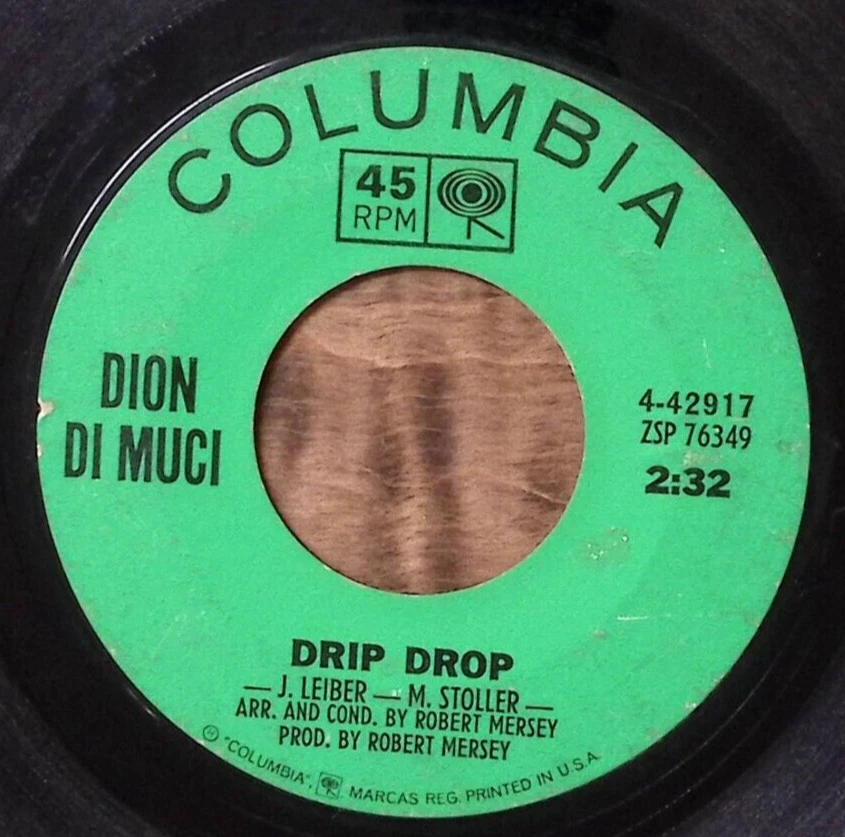 COLUMBIA
45
RPM
DION
DI MUCI
4-42917
ZSP 76349
2:32
DRIP DROP
— J. LEIBER — M. STOLLER —
ARR. AND COND. BY ROBERT MERSEY
PROD. BY ROBERT MERSEY
"COLUMBIA", MARCAS REG. PRINTED IN U.S.A.